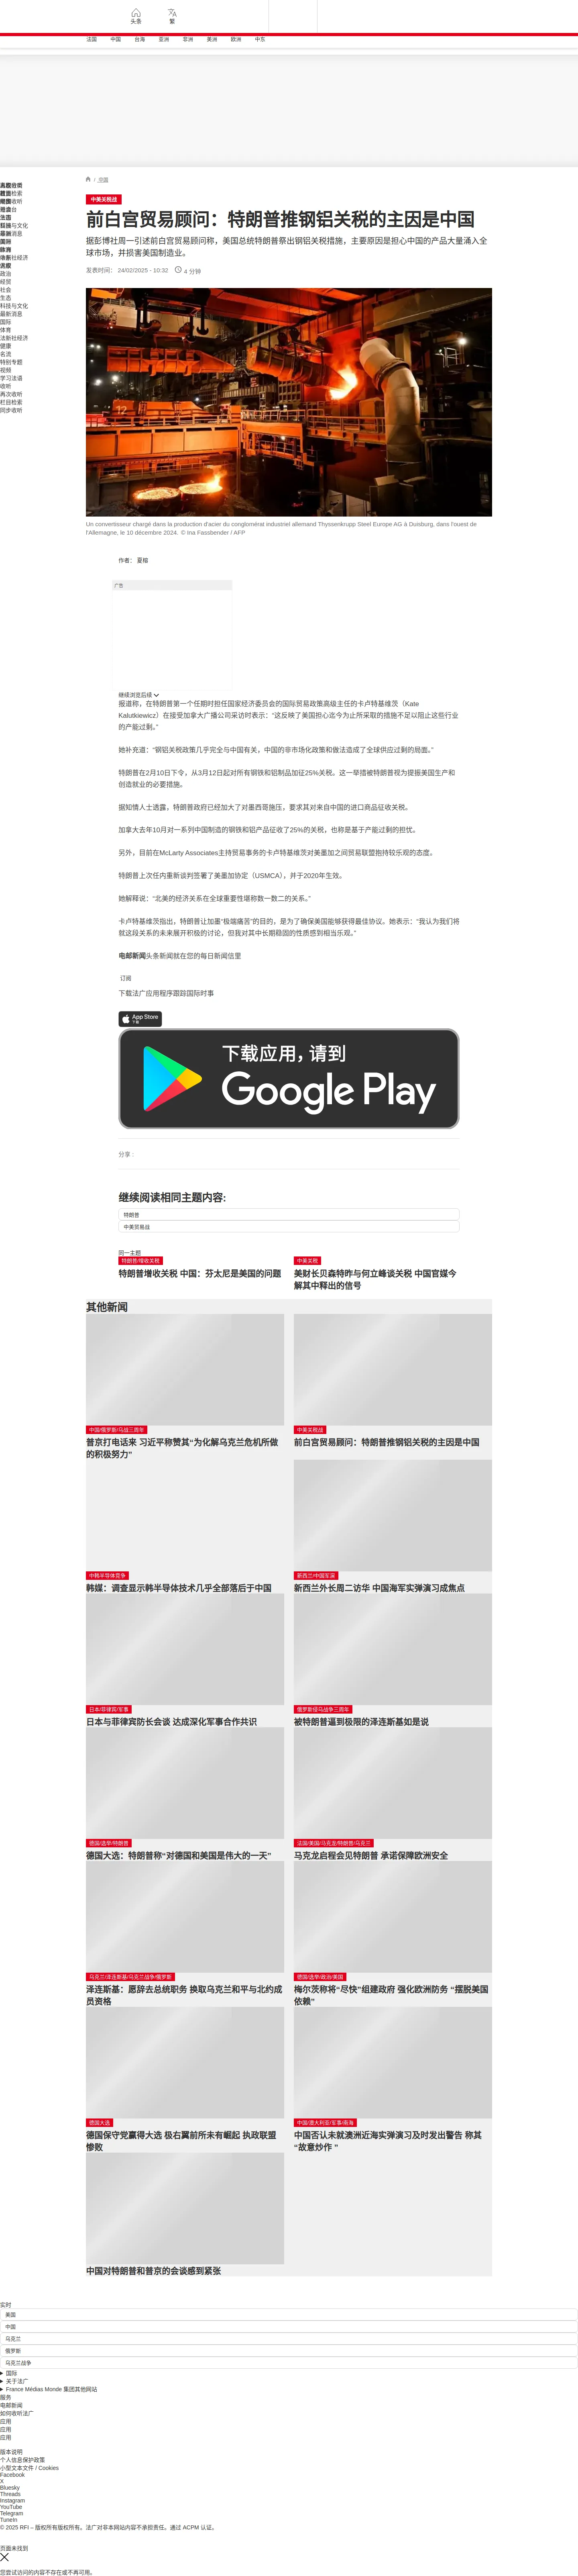 头条
繁
法国
中国
台海
亚洲
非洲
美洲
欧洲
中东
/ 中国
中美关税战
前白宫贸易顾问：特朗普推钢铝关税的主因是中国
据彭博社周一引述前白宫贸易顾问称，美国总统特朗普祭出钢铝关税措施，主要原因是担心中国的产品大量涌入全
球市场，并损害美国制造业。
发表时间： 24/02/2025 - 10:32
4 分钟
政治
经贸
社会
生态
科技与文化
最新消息
国际
体育
法新社经济
健康
名流
特别专题
视频
学习法语
收听
再次收听
栏目检索
同步收听
Un convertisseur chargé dans la production d'acier du conglomérat industriel allemand Thyssenkrupp Steel Europe AG à Duisburg, dans l'ouest de
l'Allemagne, le 10 décembre 2024. © Ina Fassbender / AFP
作者： 夏榕
广告
继续浏览后续
报道称，在特朗普第一个任期时担任国家经济委员会的国际贸易政策高级主任的卡卢特基维茨（Kate
Kalutkiewicz）在接受加拿大广播公司采访时表示：“这反映了美国担心迄今为止所采取的措施不足以阻止这些行业
的产能过剩。”
她补充道：“钢铝关税政策几乎完全与中国有关，中国的非市场化政策和做法造成了全球供应过剩的局面。”
特朗普在2月10日下令，从3月12日起对所有钢铁和铝制品加征25%关税。这一举措被特朗普视为提振美国生产和
创造就业的必要措施。
据知情人士透露，特朗普政府已经加大了对墨西哥施压，要求其对来自中国的进口商品征收关税。
加拿大去年10月对一系列中国制造的钢铁和铝产品征收了25%的关税，也称是基于产能过剩的担忧。
另外，目前在McLarty Associates主持贸易事务的卡卢特基维茨对美墨加之间贸易联盟抱持较乐观的态度。
特朗普上次任内重新谈判签署了美墨加协定（USMCA），并于2020年生效。
她解释说：“北美的经济关系在全球重要性堪称数一数二的关系。”
卡卢特基维茨指出，特朗普让加墨“极端痛苦”的目的，是为了确保美国能够获得最佳协议。她表示：“我认为我们将
就这段关系的未来展开积极的讨论，但我对其中长期稳固的性质感到相当乐观。”
电邮新闻头条新闻就在您的每日新闻信里
订阅
下载法广应用程序跟踪国际时事
App Store
下载
下载应用，请到
Google Play
分享 :
继续阅读相同主题内容:
特朗普
中美贸易战
同一主题
特朗普/增收关税
特朗普增收关税 中国：芬太尼是美国的问题
中美关税
美财长贝森特昨与何立峰谈关税 中国官媒今
解其中释出的信号
其他新闻
中国/俄罗斯/乌战三周年
普京打电话来 习近平称赞其“为化解乌克兰危机所做
的积极努力”
中美关税战
前白宫贸易顾问：特朗普推钢铝关税的主因是中国
中韩半导体竞争
韩媒：调查显示韩半导体技术几乎全部落后于中国
新西兰/中国军演
新西兰外长周二访华 中国海军实弹演习成焦点
日本/菲律宾/军事
日本与菲律宾防长会谈 达成深化军事合作共识
俄罗斯侵乌战争三周年
被特朗普逼到极限的泽连斯基如是说
德国/选举/特朗普
德国大选：特朗普称“对德国和美国是伟大的一天”
法国/美国/马克龙/特朗普/乌克兰
马克龙启程会见特朗普 承诺保障欧洲安全
乌克兰/泽连斯基/乌克兰战争/俄罗斯
泽连斯基：愿辞去总统职务 换取乌克兰和平与北约成
员资格
德国/选举/政治/美国
梅尔茨称将“尽快”组建政府 强化欧洲防务 “摆脱美国
依赖”
德国大选
德国保守党赢得大选 极右翼前所未有崛起 执政联盟
惨败
中国/澳大利亚/军事/南海
中国否认未就澳洲近海实弹演习及时发出警告 称其
“故意炒作 ”
中国对特朗普和普京的会谈感到紧张
实时
美国
中国
乌克兰
俄罗斯
乌克兰战争
国际
关于法广
France Médias Monde 集团其他网站
服务
电邮新闻
如何收听法广
应用
应用
应用
版本说明
个人信息保护政策
小型文本文件 / Cookies
Facebook
X
Bluesky
Threads
Instagram
YouTube
Telegram
TuneIn
© 2025 RFI – 版权所有版权所有。法广对非本网站内容不承担责任。通过 ACPM 认证。
页面未找到
您尝试访问的内容不存在或不再可用。